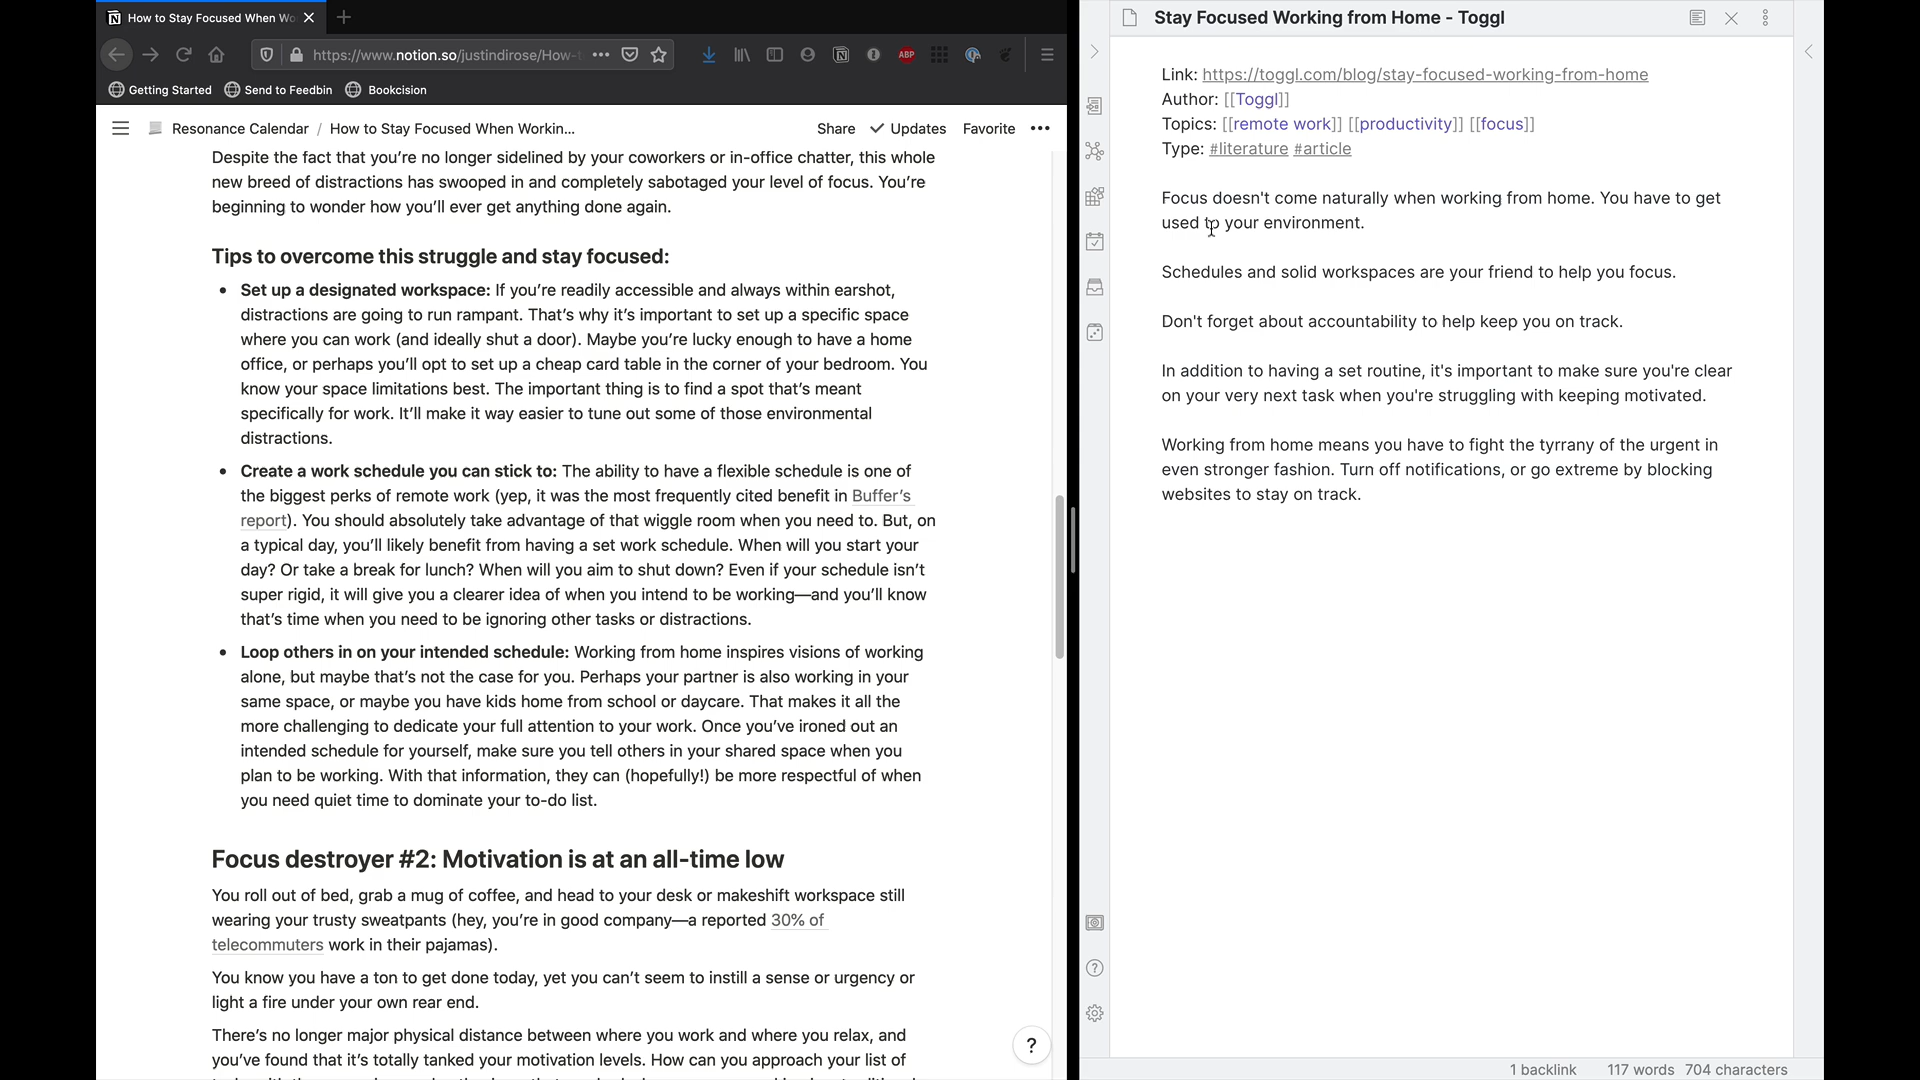 How to Stay Focused When Wo
https://www.notion.so/justindirose/How-
ABP
Getting Started
Send to Feedbin
Bookcision
Resonance Calendar / How to Stay Focused When Workin...
Share
Updates
Favorite
Despite the fact that you’re no longer sidelined by your coworkers or in-office chatter, this whole
new breed of distractions has swooped in and completely sabotaged your level of focus. You’re
beginning to wonder how you’ll ever get anything done again.
Tips to overcome this struggle and stay focused:
• Set up a designated workspace: If you’re readily accessible and always within earshot,
distractions are going to run rampant. That’s why it’s important to set up a specific space
where you can work (and ideally shut a door). Maybe you’re lucky enough to have a home
office, or perhaps you’ll opt to set up a cheap card table in the corner of your bedroom. You
know your space limitations best. The important thing is to find a spot that’s meant
specifically for work. It’ll make it way easier to tune out some of those environmental
distractions.
• Create a work schedule you can stick to: The ability to have a flexible schedule is one of
the biggest perks of remote work (yep, it was the most frequently cited benefit in Buffer’s
report). You should absolutely take advantage of that wiggle room when you need to. But, on
a typical day, you’ll likely benefit from having a set work schedule. When will you start your
day? Or take a break for lunch? When will you aim to shut down? Even if your schedule isn’t
super rigid, it will give you a clearer idea of when you intend to be working—and you’ll know
that’s time when you need to be ignoring other tasks or distractions.
• Loop others in on your intended schedule: Working from home inspires visions of working
alone, but maybe that’s not the case for you. Perhaps your partner is also working in your
same space, or maybe you have kids home from school or daycare. That makes it all the
more challenging to dedicate your full attention to your work. Once you’ve ironed out an
intended schedule for yourself, make sure you tell others in your shared space when you
plan to be working. With that information, they can (hopefully!) be more respectful of when
you need quiet time to dominate your to-do list.
Focus destroyer #2: Motivation is at an all-time low
You roll out of bed, grab a mug of coffee, and head to your desk or makeshift workspace still
wearing your trusty sweatpants (hey, you’re in good company—a reported 30% of
telecommuters work in their pajamas).
You know you have a ton to get done today, yet you can’t seem to instill a sense or urgency or
light a fire under your own rear end.
There’s no longer major physical distance between where you work and where you relax, and
you’ve found that it’s totally tanked your motivation levels. How can you approach your list of
?
Stay Focused Working from Home - Toggl
Link: https://toggl.com/blog/stay-focused-working-from-home
Author: [[Toggl]]
Topics: [[remote work]] [[productivity]] [[focus]]
Type: #literature #article
Focus doesn't come naturally when working from home. You have to get
used to your environment.
Schedules and solid workspaces are your friend to help you focus.
Don't forget about accountability to help keep you on track.
In addition to having a set routine, it's important to make sure you're clear
on your very next task when you're struggling with keeping motivated.
Working from home means you have to fight the tyrrany of the urgent in
even stronger fashion. Turn off notifications, or go extreme by blocking
websites to stay on track.
1 backlink
117 words
704 characters